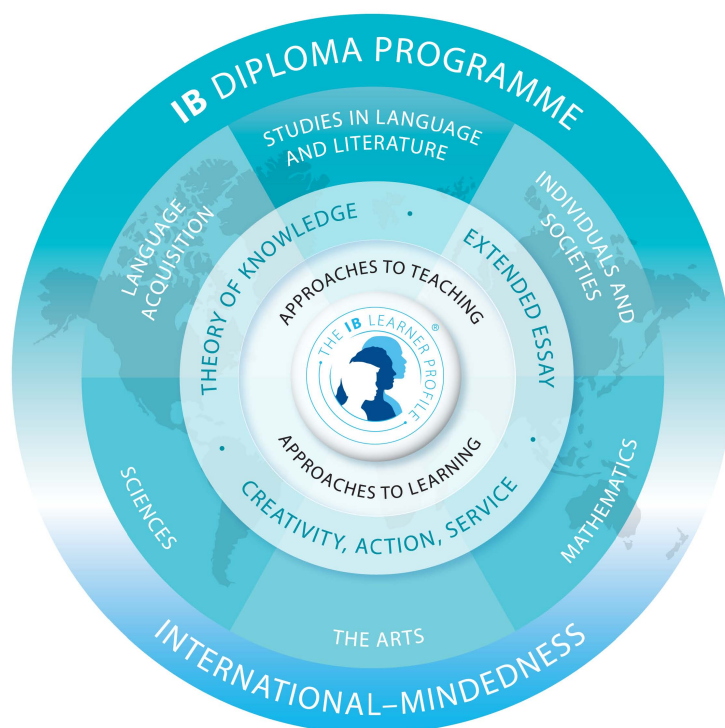 IB DIPLOMA PROGRAMME
STUDIES IN LANGUAGE
AND LITERATURE
LANGUAGE
ACQUISITION
INDIVIDUALS AND
SOCIETIES
THEORY OF KNOWLEDGE
·
EXTENDED ESSAY
APPROACHES TO TEACHING
THE IB LEARNER PROFILE
®
APPROACHES TO LEARNING
·
CREATIVITY, ACTION, SERVICE
·
SCIENCES
MATHEMATICS
THE ARTS
INTERNATIONAL–MINDEDNESS